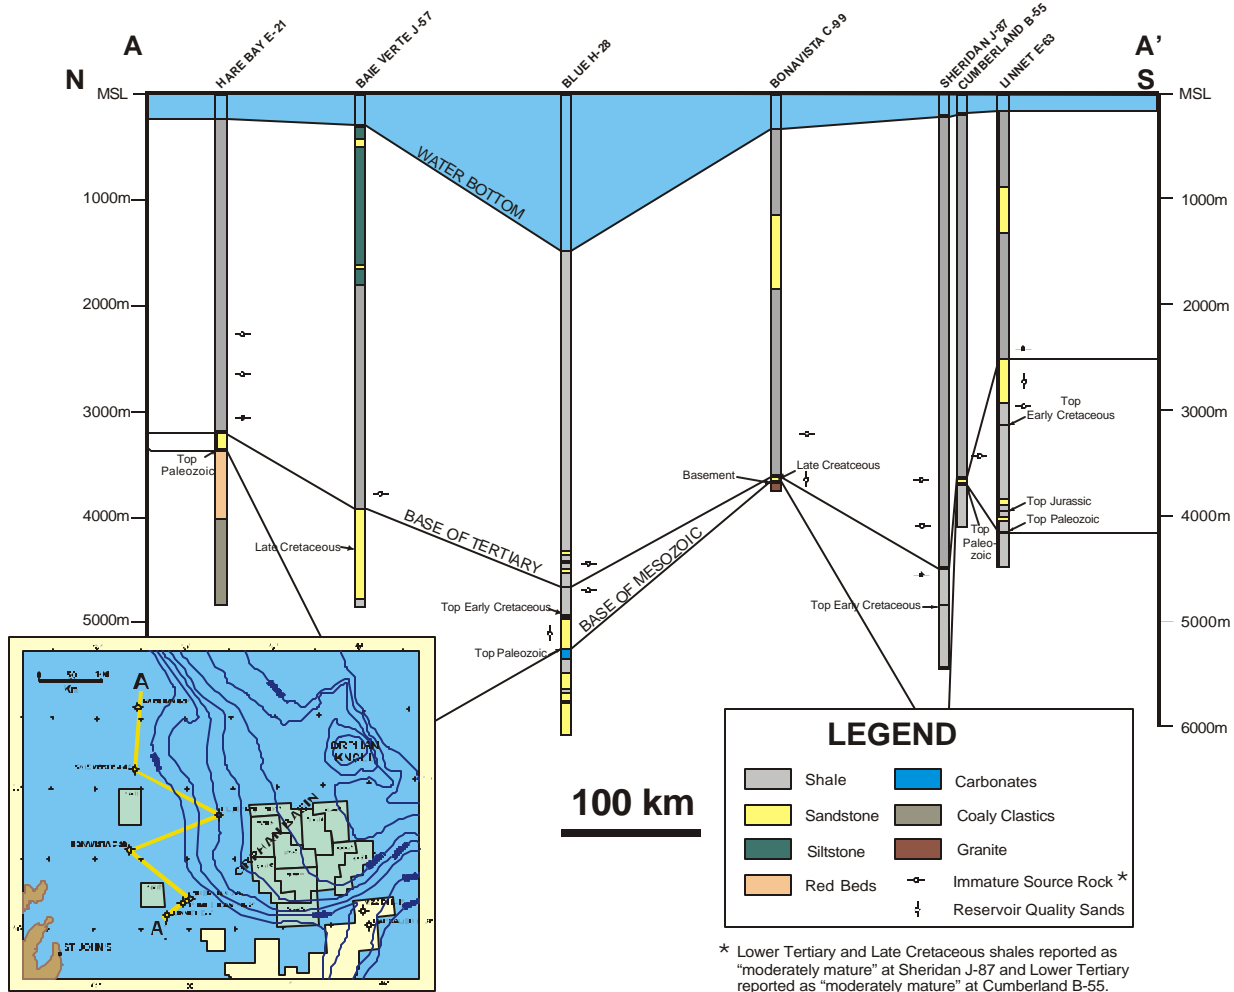 A
N
HARE BAY E-21
BAIE VERTE J-57
BLUE H-28
BONAVISTA C-99
SHERIDAN J-87
CUMBERLAND B-55
LINNET E-63
A’
S
MSL
MSL
WATER BOTTOM
1000m
1000m
2000m
2000m
3000m
3000m
Top
Early Cretaceous
Top
Paleozoic
Basement
Late Creatceous
4000m
4000m
BASE OF TERTIARY
BASE OF MESOZOIC
Late Cretaceous
Top Jurassic
Top Paleozoic
Top
Paleo-
zoic
Top Early Cretaceous
Top Early Cretaceous
5000m
5000m
Top Paleozoic
6000m
A
Km
ORPHAN
KNOLL
ORPHAN BASIN
A'
ST JOHN'S
100 km
LEGEND
Shale
Carbonates
Sandstone
Coaly Clastics
Siltstone
Granite
Red Beds
Immature Source Rock *
Reservoir Quality Sands
* Lower Tertiary and Late Cretaceous shales reported as
“moderately mature” at Sheridan J-87 and Lower Tertiary
reported as “moderately mature” at Cumberland B-55.